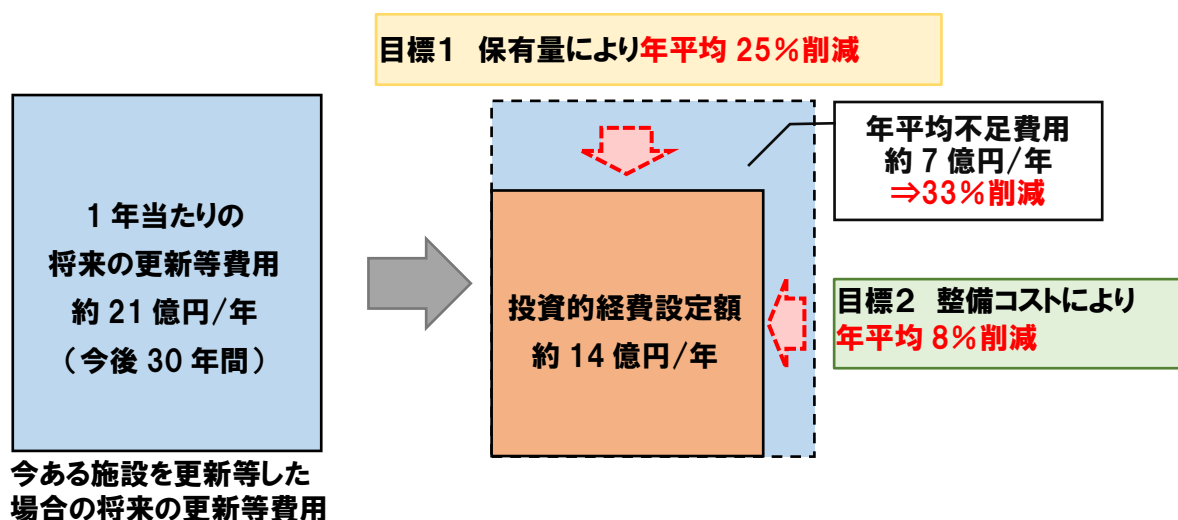 目標1 保有量により年平均 25%削減
1 年当たりの
将来の更新等費用
約 21 億円/年
（今後 30 年間）
今ある施設を更新等した
場合の将来の更新等費用
投資的経費設定額
約 14 億円/年
年平均不足費用
約 7 億円/年
⇒33%削減
目標2 整備コストにより
年平均 8%削減